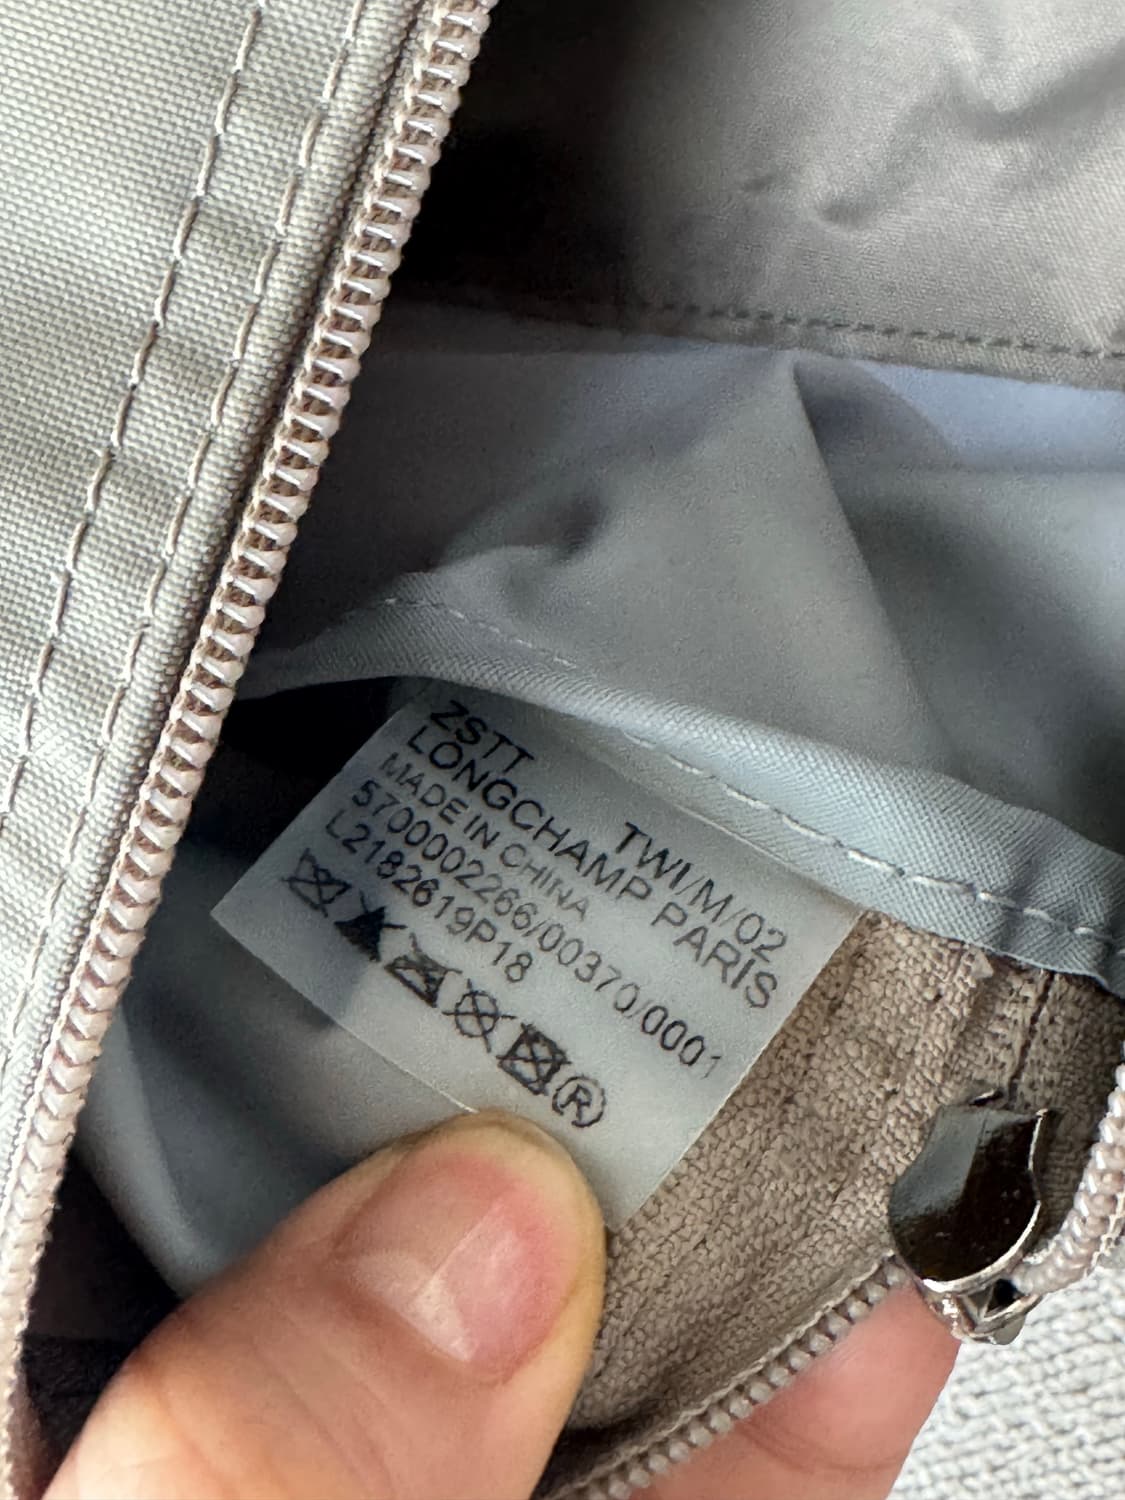 ZSTT TWI/M/02
LONGCHAMP PARIS
MADE IN CHINA
5700002266/00370/0001
L2182619P18
Ⓡ